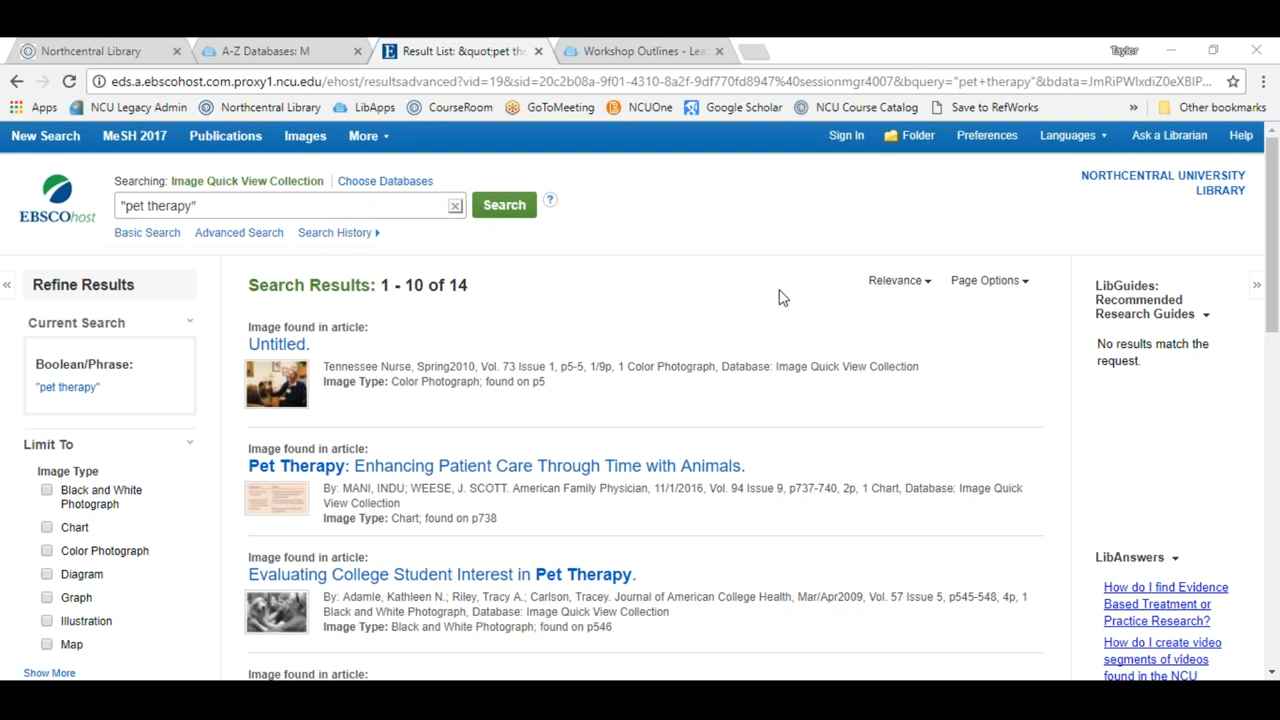 Northcentral Library
A-Z Databases: M
Result List: &quot;pet the
Workshop Outlines - Lea
Taylor
eds.a.ebscohost.com.proxy1.ncu.edu/ehost/resultsadvanced?vid=19&sid=20c2b08a-9f01-4310-8a2f-9df770fd8947%40sessionmgr4007&bquery="pet+therapy"&bdata=JmRiPWlxdiZ0eXBlP...
Apps
NCU Legacy Admin
Northcentral Library
LibApps
CourseRoom
GoToMeeting
NCUOne
Google Scholar
NCU Course Catalog
Save to RefWorks
»
Other bookmarks
New Search
MeSH 2017
Publications
Images
More
Sign In
Folder
Preferences
Languages
Ask a Librarian
Help
EBSCOhost
Searching: Image Quick View Collection
Choose Databases
"pet therapy"
Search
?
Basic Search
Advanced Search
Search History
NORTHCENTRAL UNIVERSITY
LIBRARY
«
Refine Results
Current Search
Boolean/Phrase:
"pet therapy"
Limit To
Image Type
Black and White
Photograph
Chart
Color Photograph
Diagram
Graph
Illustration
Map
Show More
Search Results: 1 - 10 of 14
Relevance
Page Options
Image found in article:
Untitled.
Tennessee Nurse, Spring2010, Vol. 73 Issue 1, p5-5, 1/9p, 1 Color Photograph, Database: Image Quick View Collection
Image Type: Color Photograph; found on p5
Image found in article:
Pet Therapy: Enhancing Patient Care Through Time with Animals.
By: MANI, INDU; WEESE, J. SCOTT. American Family Physician, 11/1/2016, Vol. 94 Issue 9, p737-740, 2p, 1 Chart, Database: Image Quick
View Collection
Image Type: Chart; found on p738
Image found in article:
Evaluating College Student Interest in Pet Therapy.
By: Adamle, Kathleen N.; Riley, Tracy A.; Carlson, Tracey. Journal of American College Health, Mar/Apr2009, Vol. 57 Issue 5, p545-548, 4p, 1
Black and White Photograph, Database: Image Quick View Collection
Image Type: Black and White Photograph; found on p546
Image found in article:
LibGuides:
Recommended
Research Guides
»
No results match the
request.
LibAnswers
How do I find Evidence
Based Treatment or
Practice Research?
How do I create video
segments of videos
found in the NCU